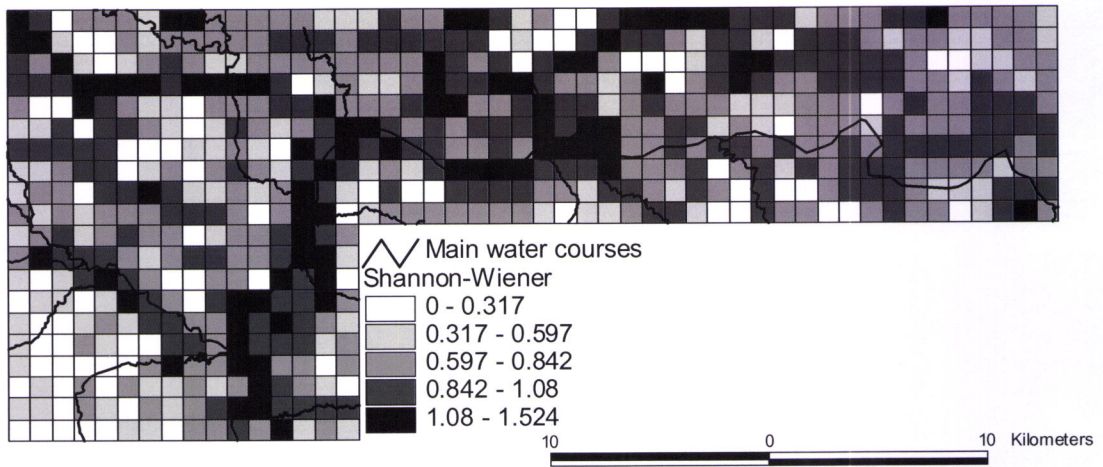 Main water courses
Shannon-Wiener
0 - 0.317
0.317 - 0.597
0.597 - 0.842
0.842 - 1.08
1.08 - 1.524
10 0 10 Kilometers